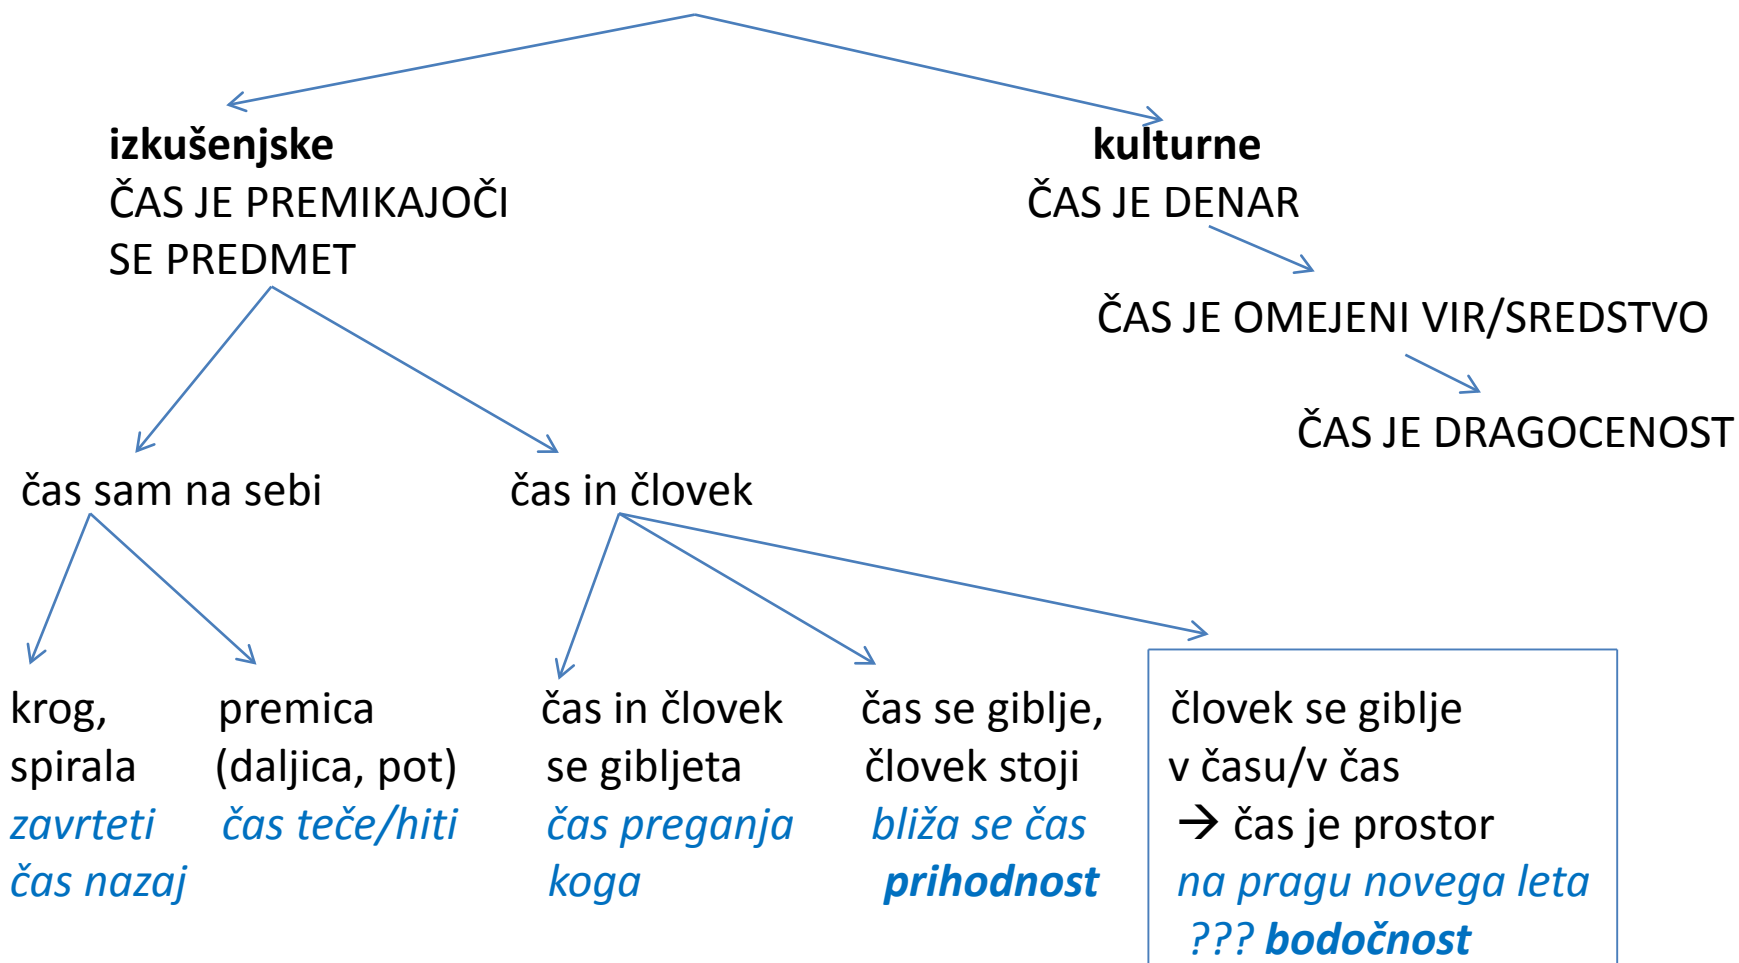 izkušenjske
ČAS JE PREMIKAJOČI
SE PREDMET
kulturne
ČAS JE DENAR
ČAS JE OMEJENI VIR/SREDSTVO
ČAS JE DRAGOCENOST
čas sam na sebi
čas in človek
krog,
spirala
zavrteti
čas nazaj
premica
(daljica, pot)
čas teče/hiti
čas in človek
se gibljeta
čas preganja
koga
čas se giblje,
človek stoji
bliža se čas
prihodnost
človek se giblje
v času/v čas
→ čas je prostor
na pragu novega leta
??? bodočnost